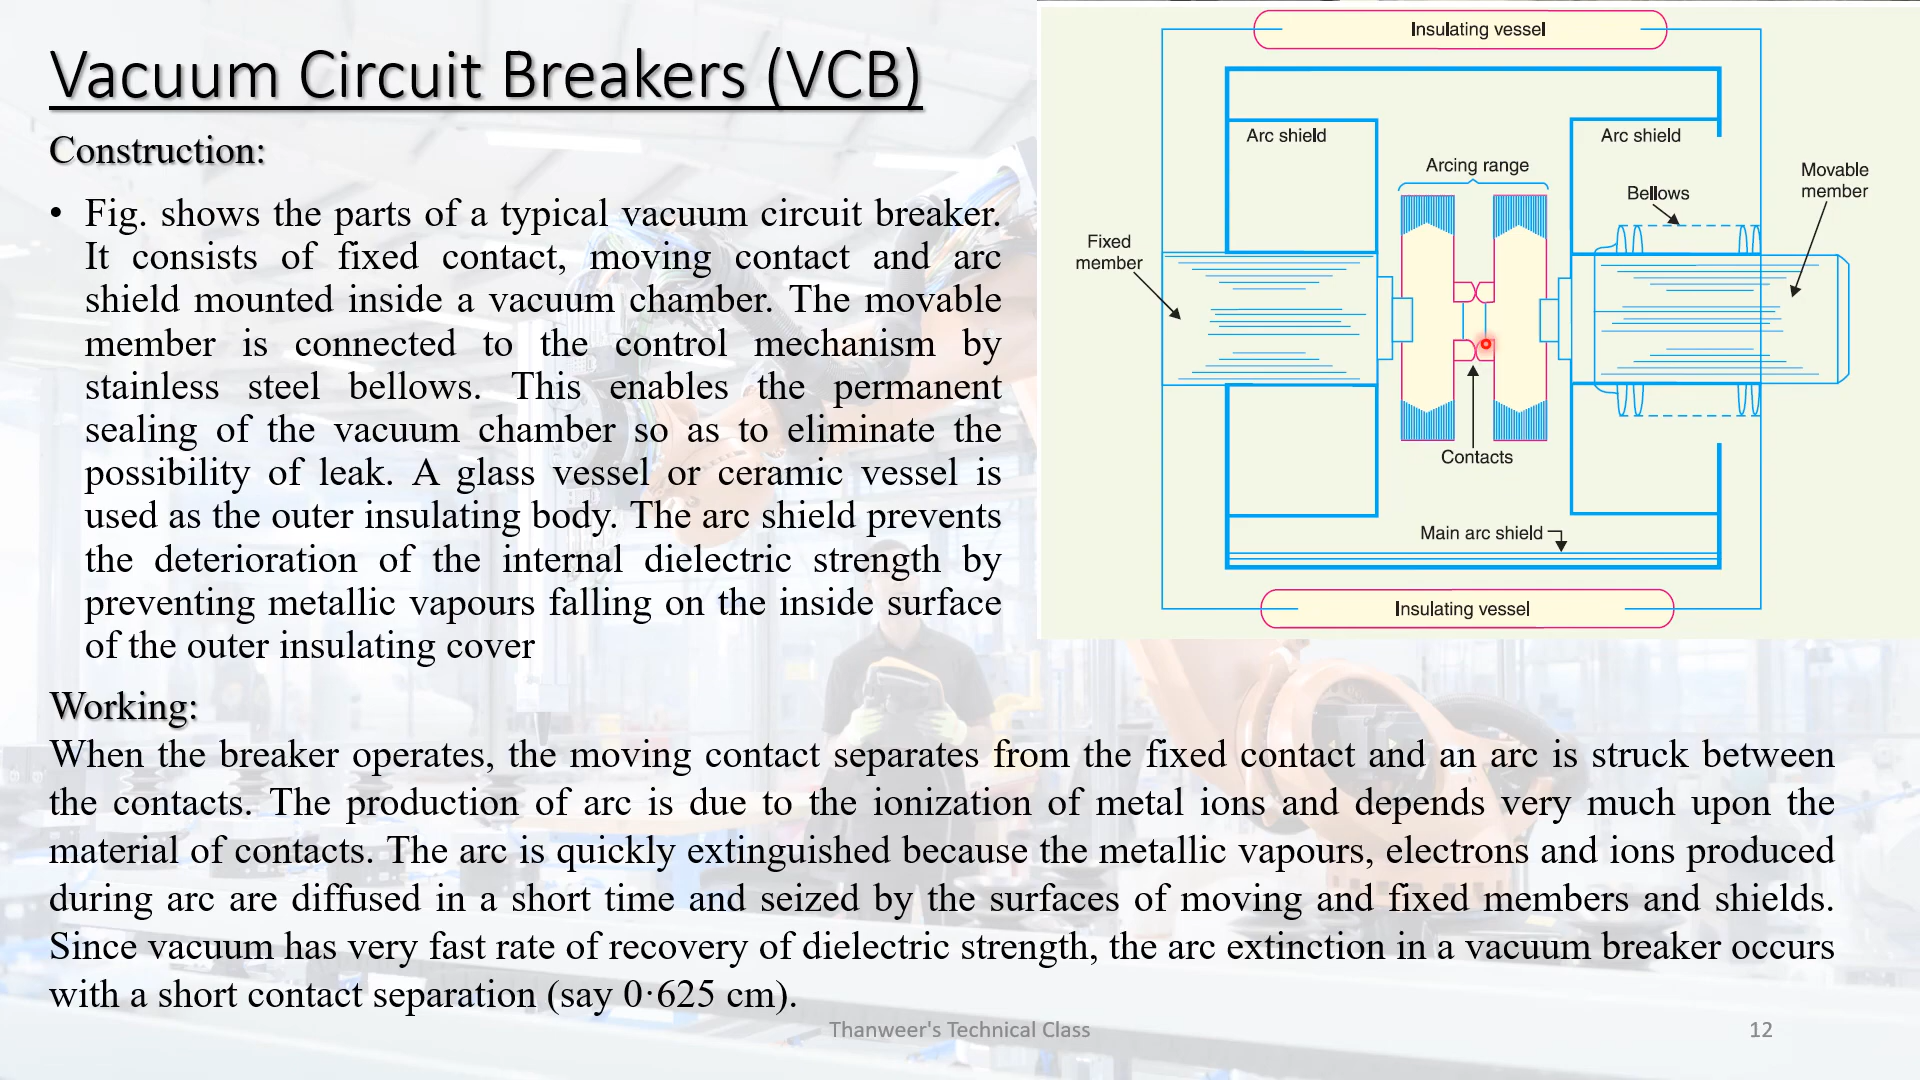 Vacuum Circuit Breakers (VCB)
Construction:
• Fig. shows the parts of a typical vacuum circuit breaker.
It consists of fixed contact, moving contact and arc
shield mounted inside a vacuum chamber. The movable
member is connected to the control mechanism by
stainless steel bellows. This enables the permanent
sealing of the vacuum chamber so as to eliminate the
possibility of leak. A glass vessel or ceramic vessel is
used as the outer insulating body. The arc shield prevents
the deterioration of the internal dielectric strength by
preventing metallic vapours falling on the inside surface
of the outer insulating cover
Insulating vessel
Arc shield
Arc shield
Arcing range
Movable
member
Bellows
Fixed
member
Contacts
Main arc shield
Insulating vessel
Working:
When the breaker operates, the moving contact separates from the fixed contact and an arc is struck between
the contacts. The production of arc is due to the ionization of metal ions and depends very much upon the
material of contacts. The arc is quickly extinguished because the metallic vapours, electrons and ions produced
during arc are diffused in a short time and seized by the surfaces of moving and fixed members and shields.
Since vacuum has very fast rate of recovery of dielectric strength, the arc extinction in a vacuum breaker occurs
with a short contact separation (say 0·625 cm).
Thanweer's Technical Class
12